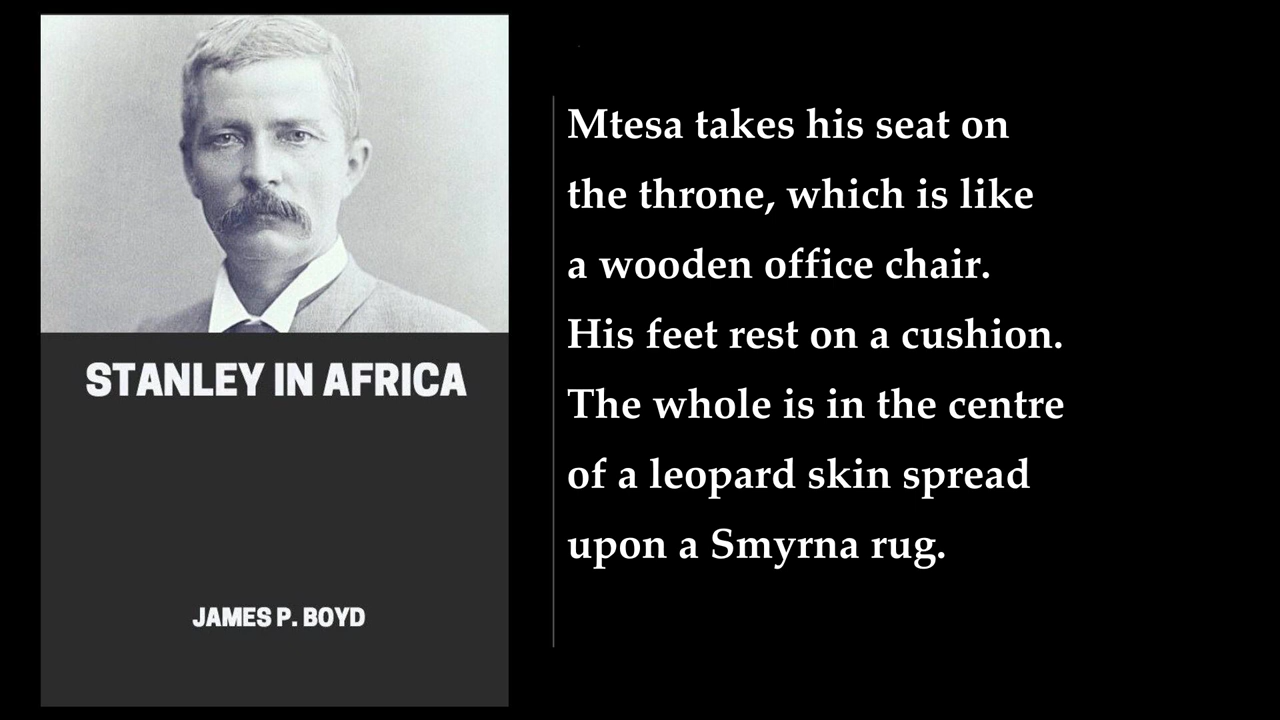 STANLEY IN AFRICA
JAMES P. BOYD
Mtesa takes his seat on
the throne, which is like
a wooden office chair.
His feet rest on a cushion.
The whole is in the centre
of a leopard skin spread
upon a Smyrna rug.